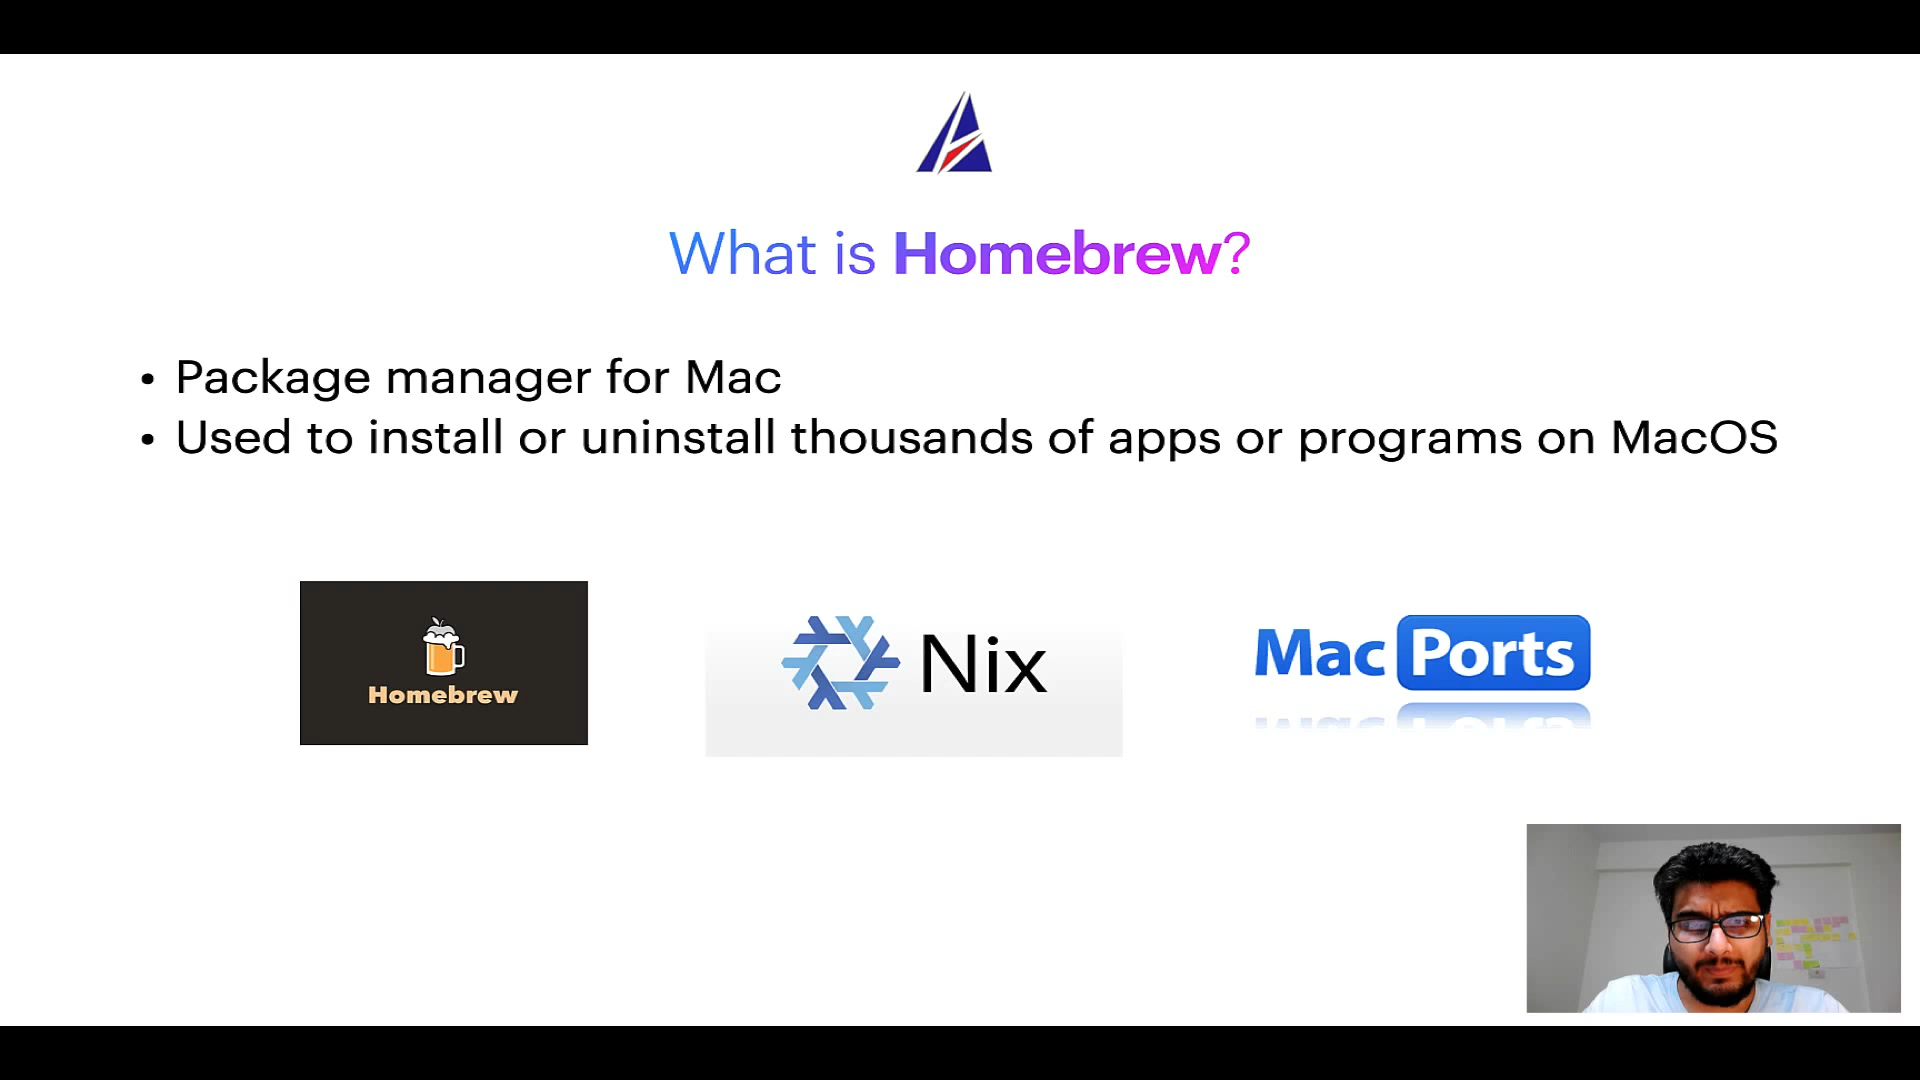 What is Homebrew?
• Package manager for Mac
• Used to install or uninstall thousands of apps or programs on MacOS
Homebrew
Nix
MacPorts